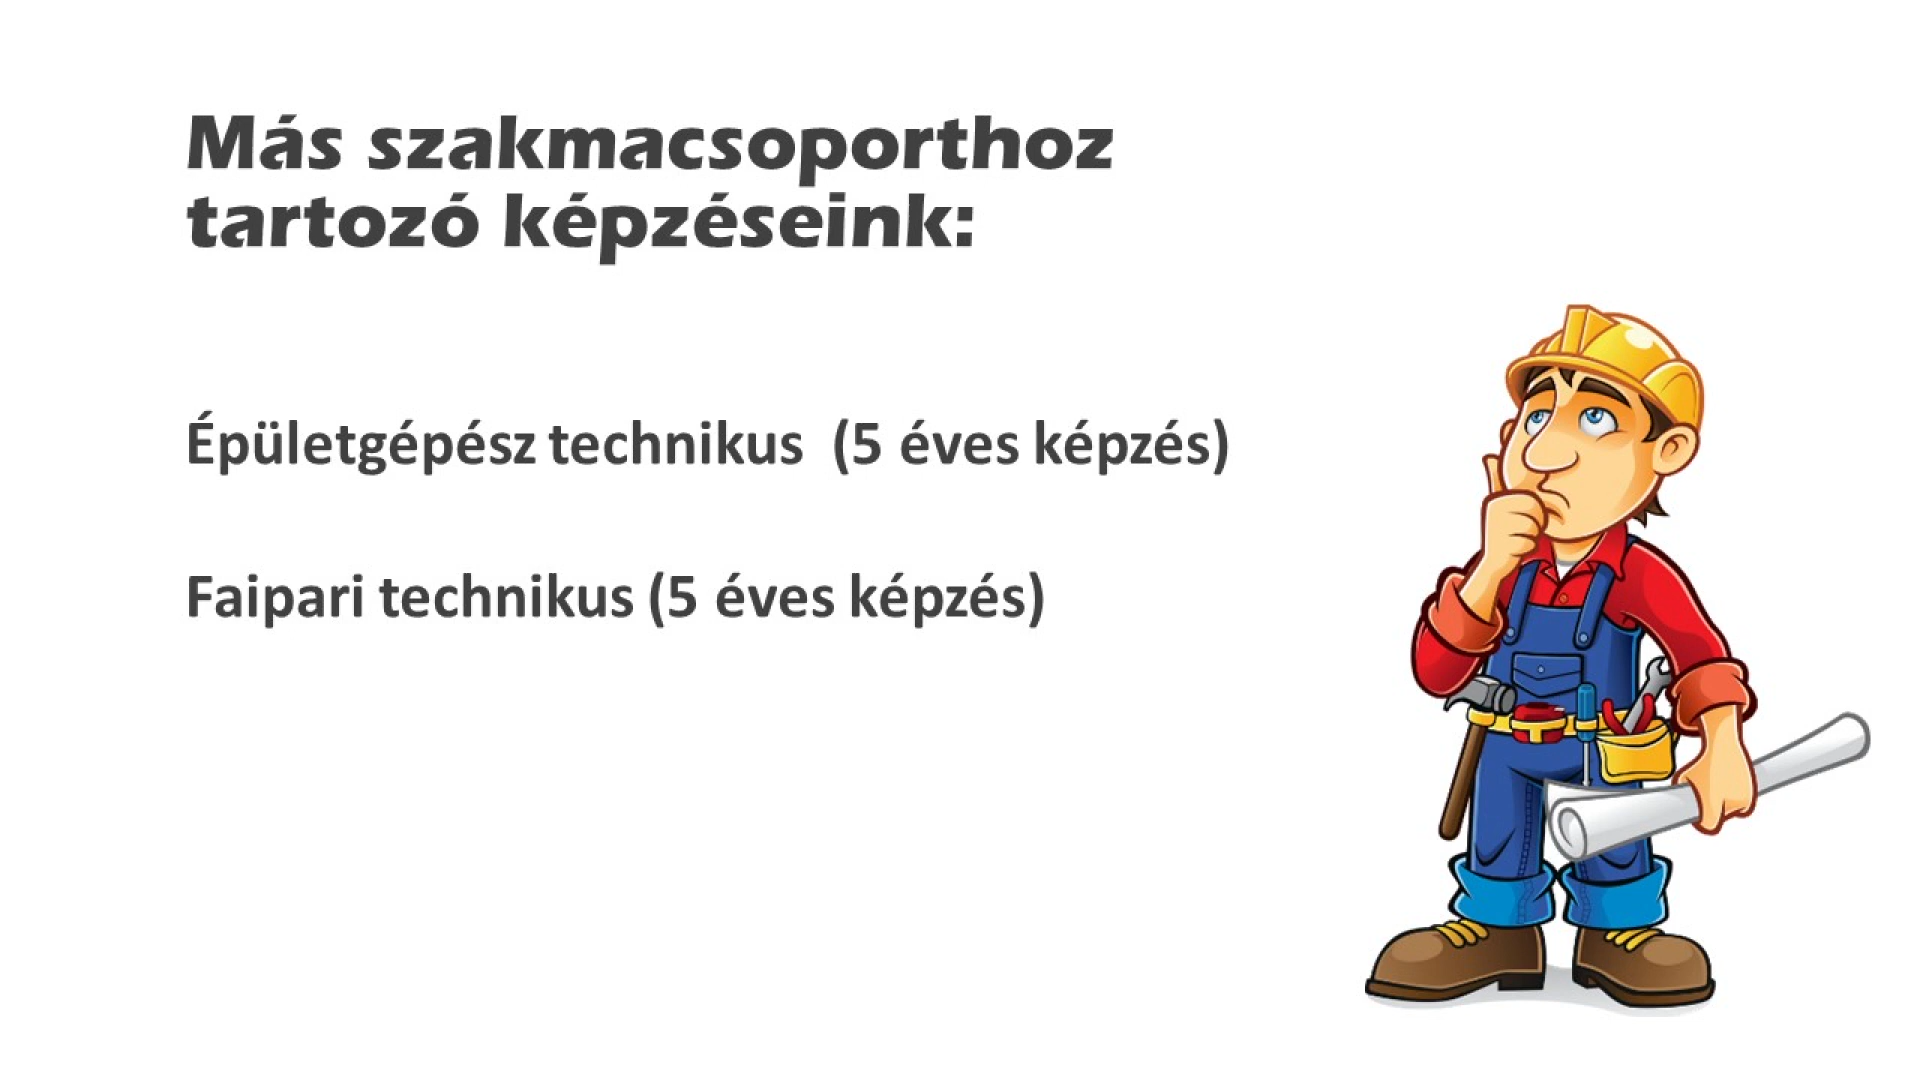 Más szakmacsoporthoz
tartozó képzéseink:
Épületgépész technikus  (5 éves képzés)
Faipari technikus (5 éves képzés)